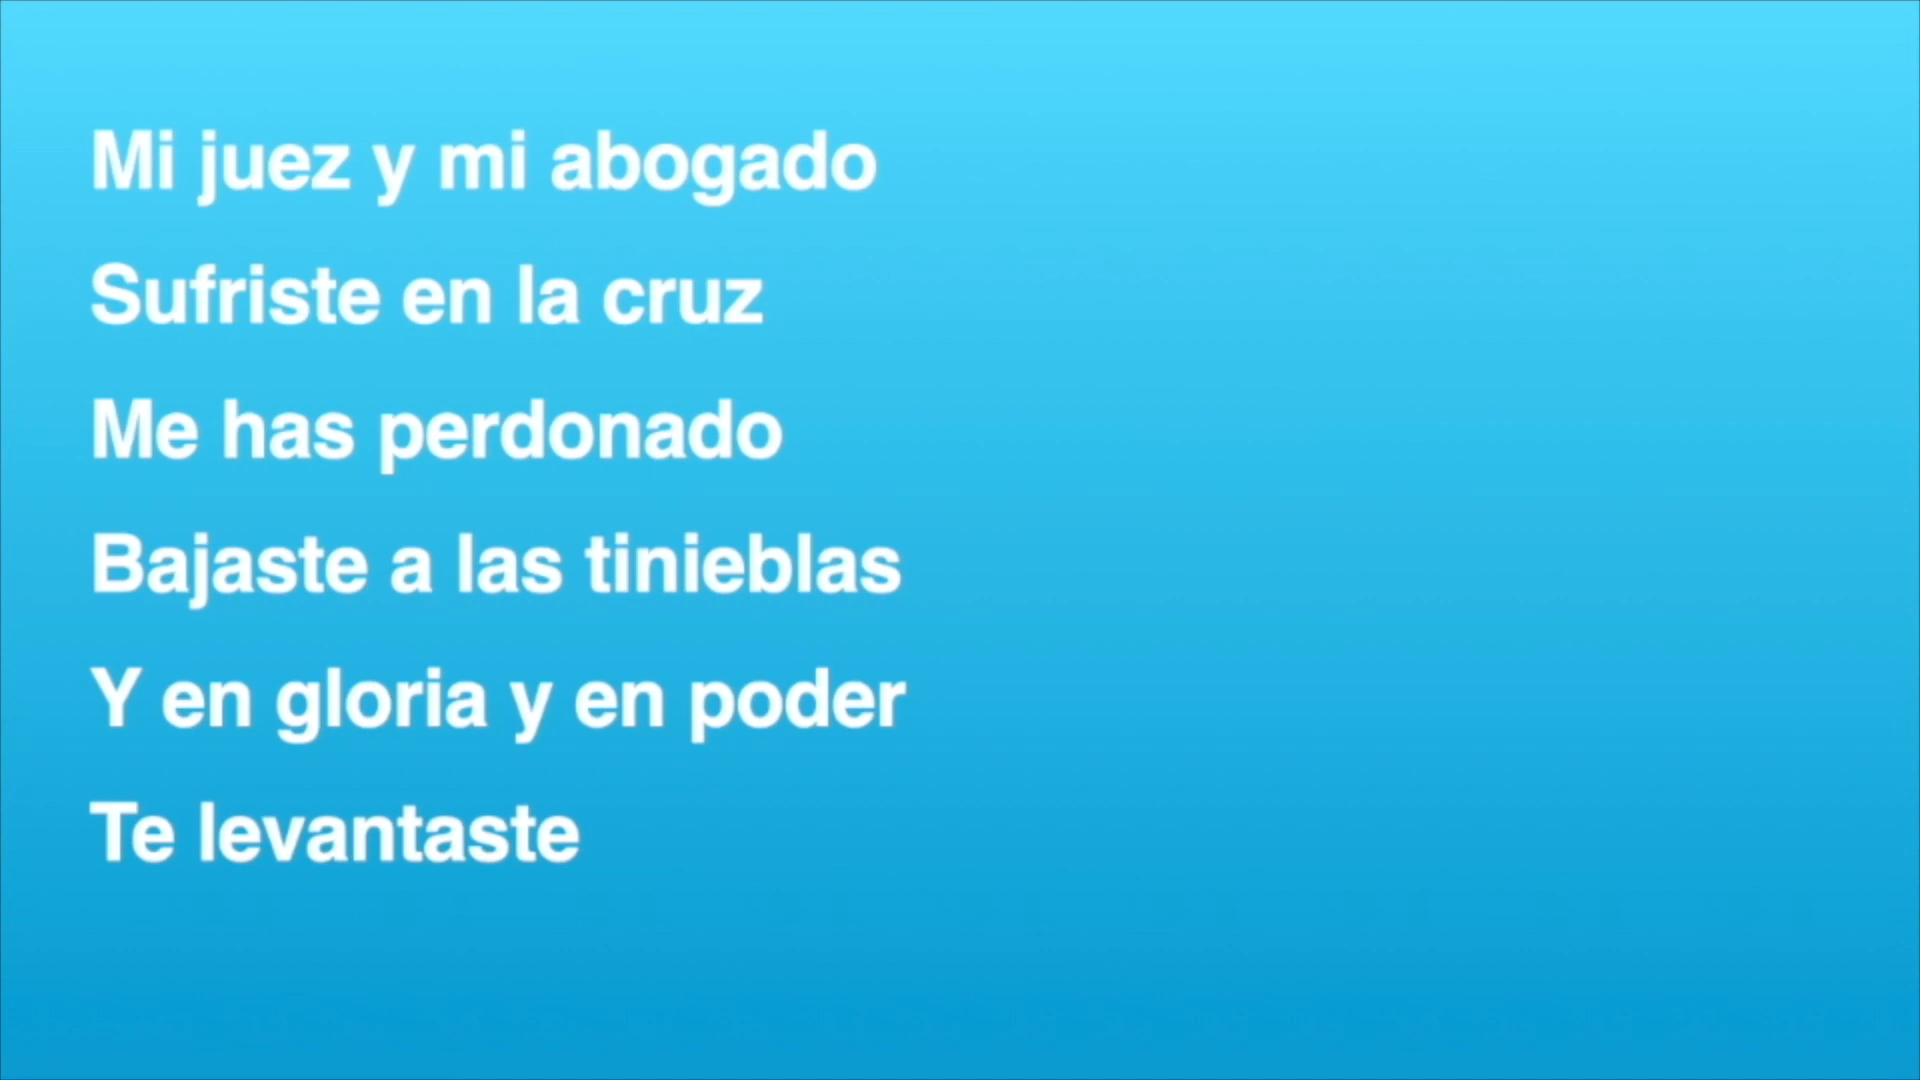 Mi juez y mi abogado
Sufriste en la cruz
Me has perdonado
Bajaste a las tinieblas
Y en gloria y en poder
Te levantaste